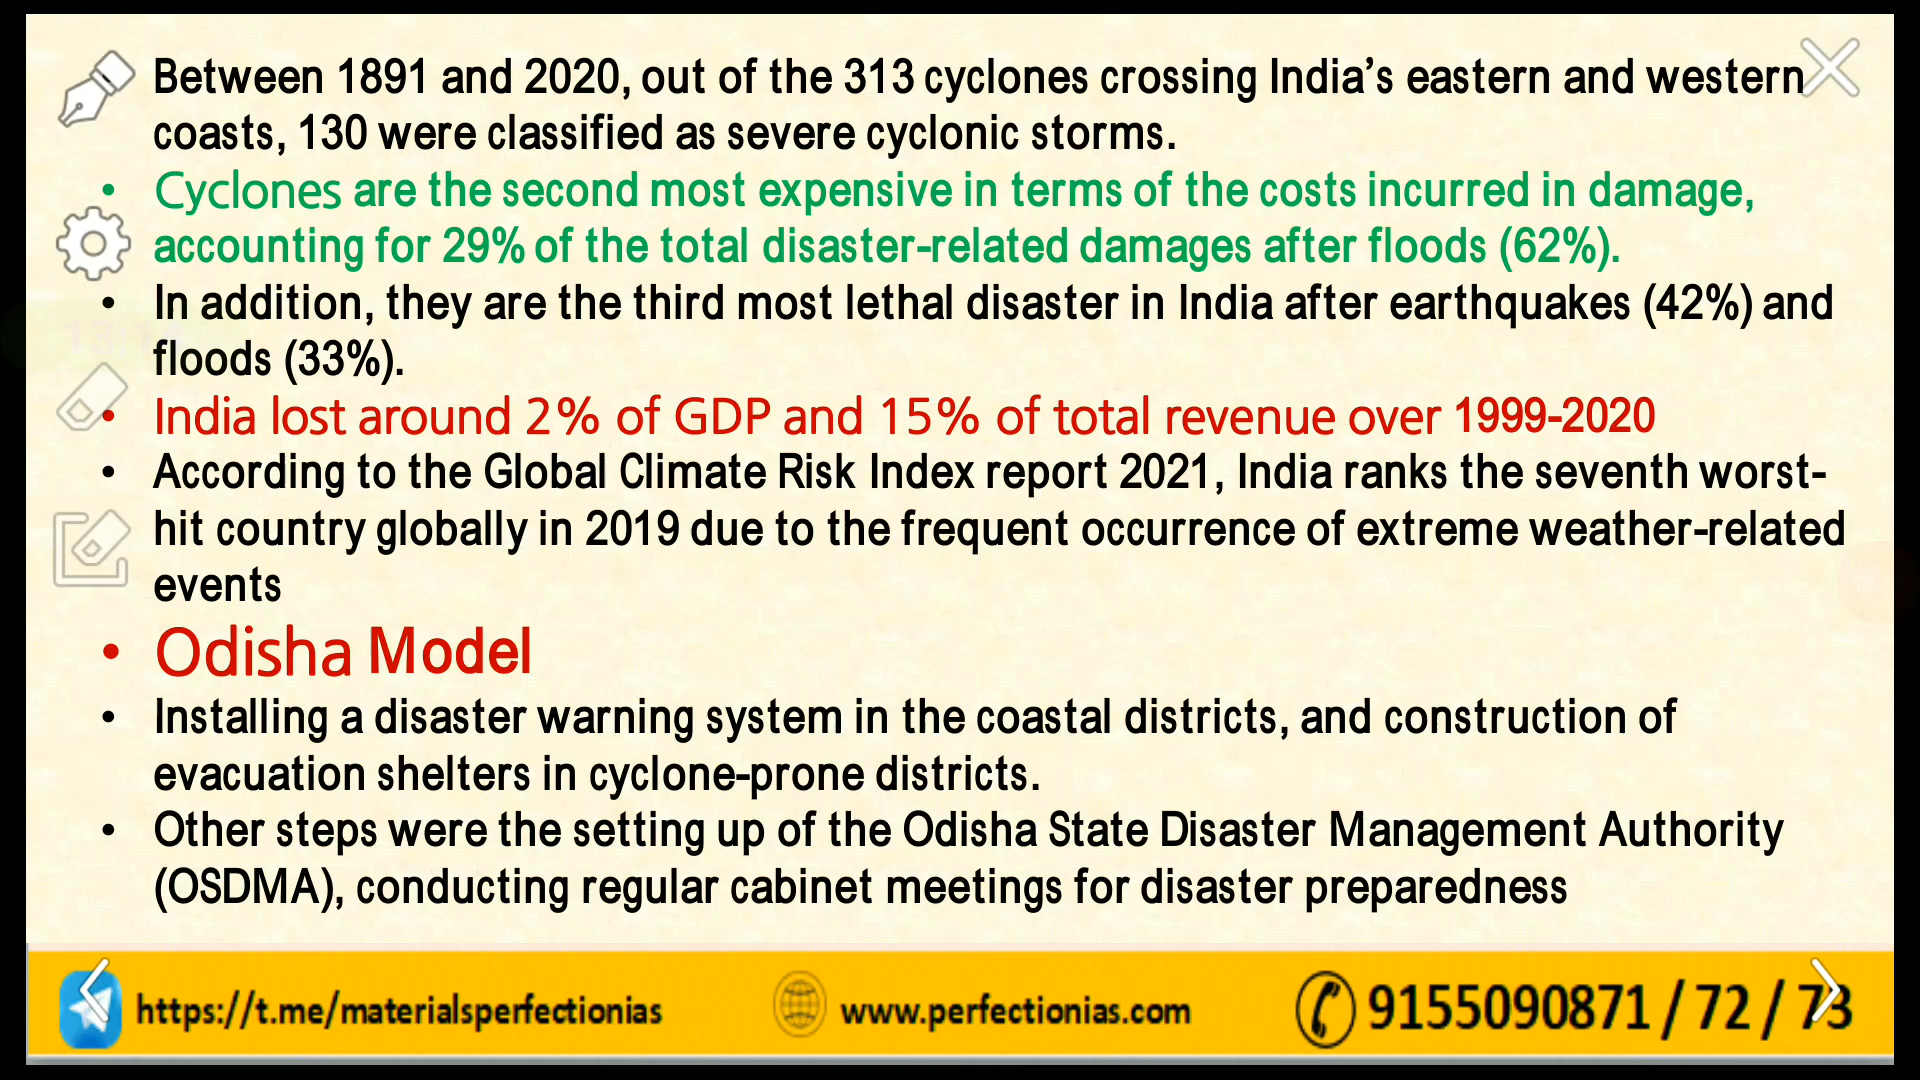 Between 1891 and 2020, out of the 313 cyclones crossing India’s eastern and western
coasts, 130 were classified as severe cyclonic storms.
• Cyclones are the second most expensive in terms of the costs incurred in damage,
accounting for 29% of the total disaster-related damages after floods (62%).
• In addition, they are the third most lethal disaster in India after earthquakes (42%) and
floods (33%).
• India lost around 2% of GDP and 15% of total revenue over 1999-2020
• According to the Global Climate Risk Index report 2021, India ranks the seventh worst-
hit country globally in 2019 due to the frequent occurrence of extreme weather-related
events
• Odisha Model
• Installing a disaster warning system in the coastal districts, and construction of
evacuation shelters in cyclone-prone districts.
• Other steps were the setting up of the Odisha State Disaster Management Authority
(OSDMA), conducting regular cabinet meetings for disaster preparedness
https://t.me/materialsperfectionias www.perfectionias.com 9155090871 / 72 / 73